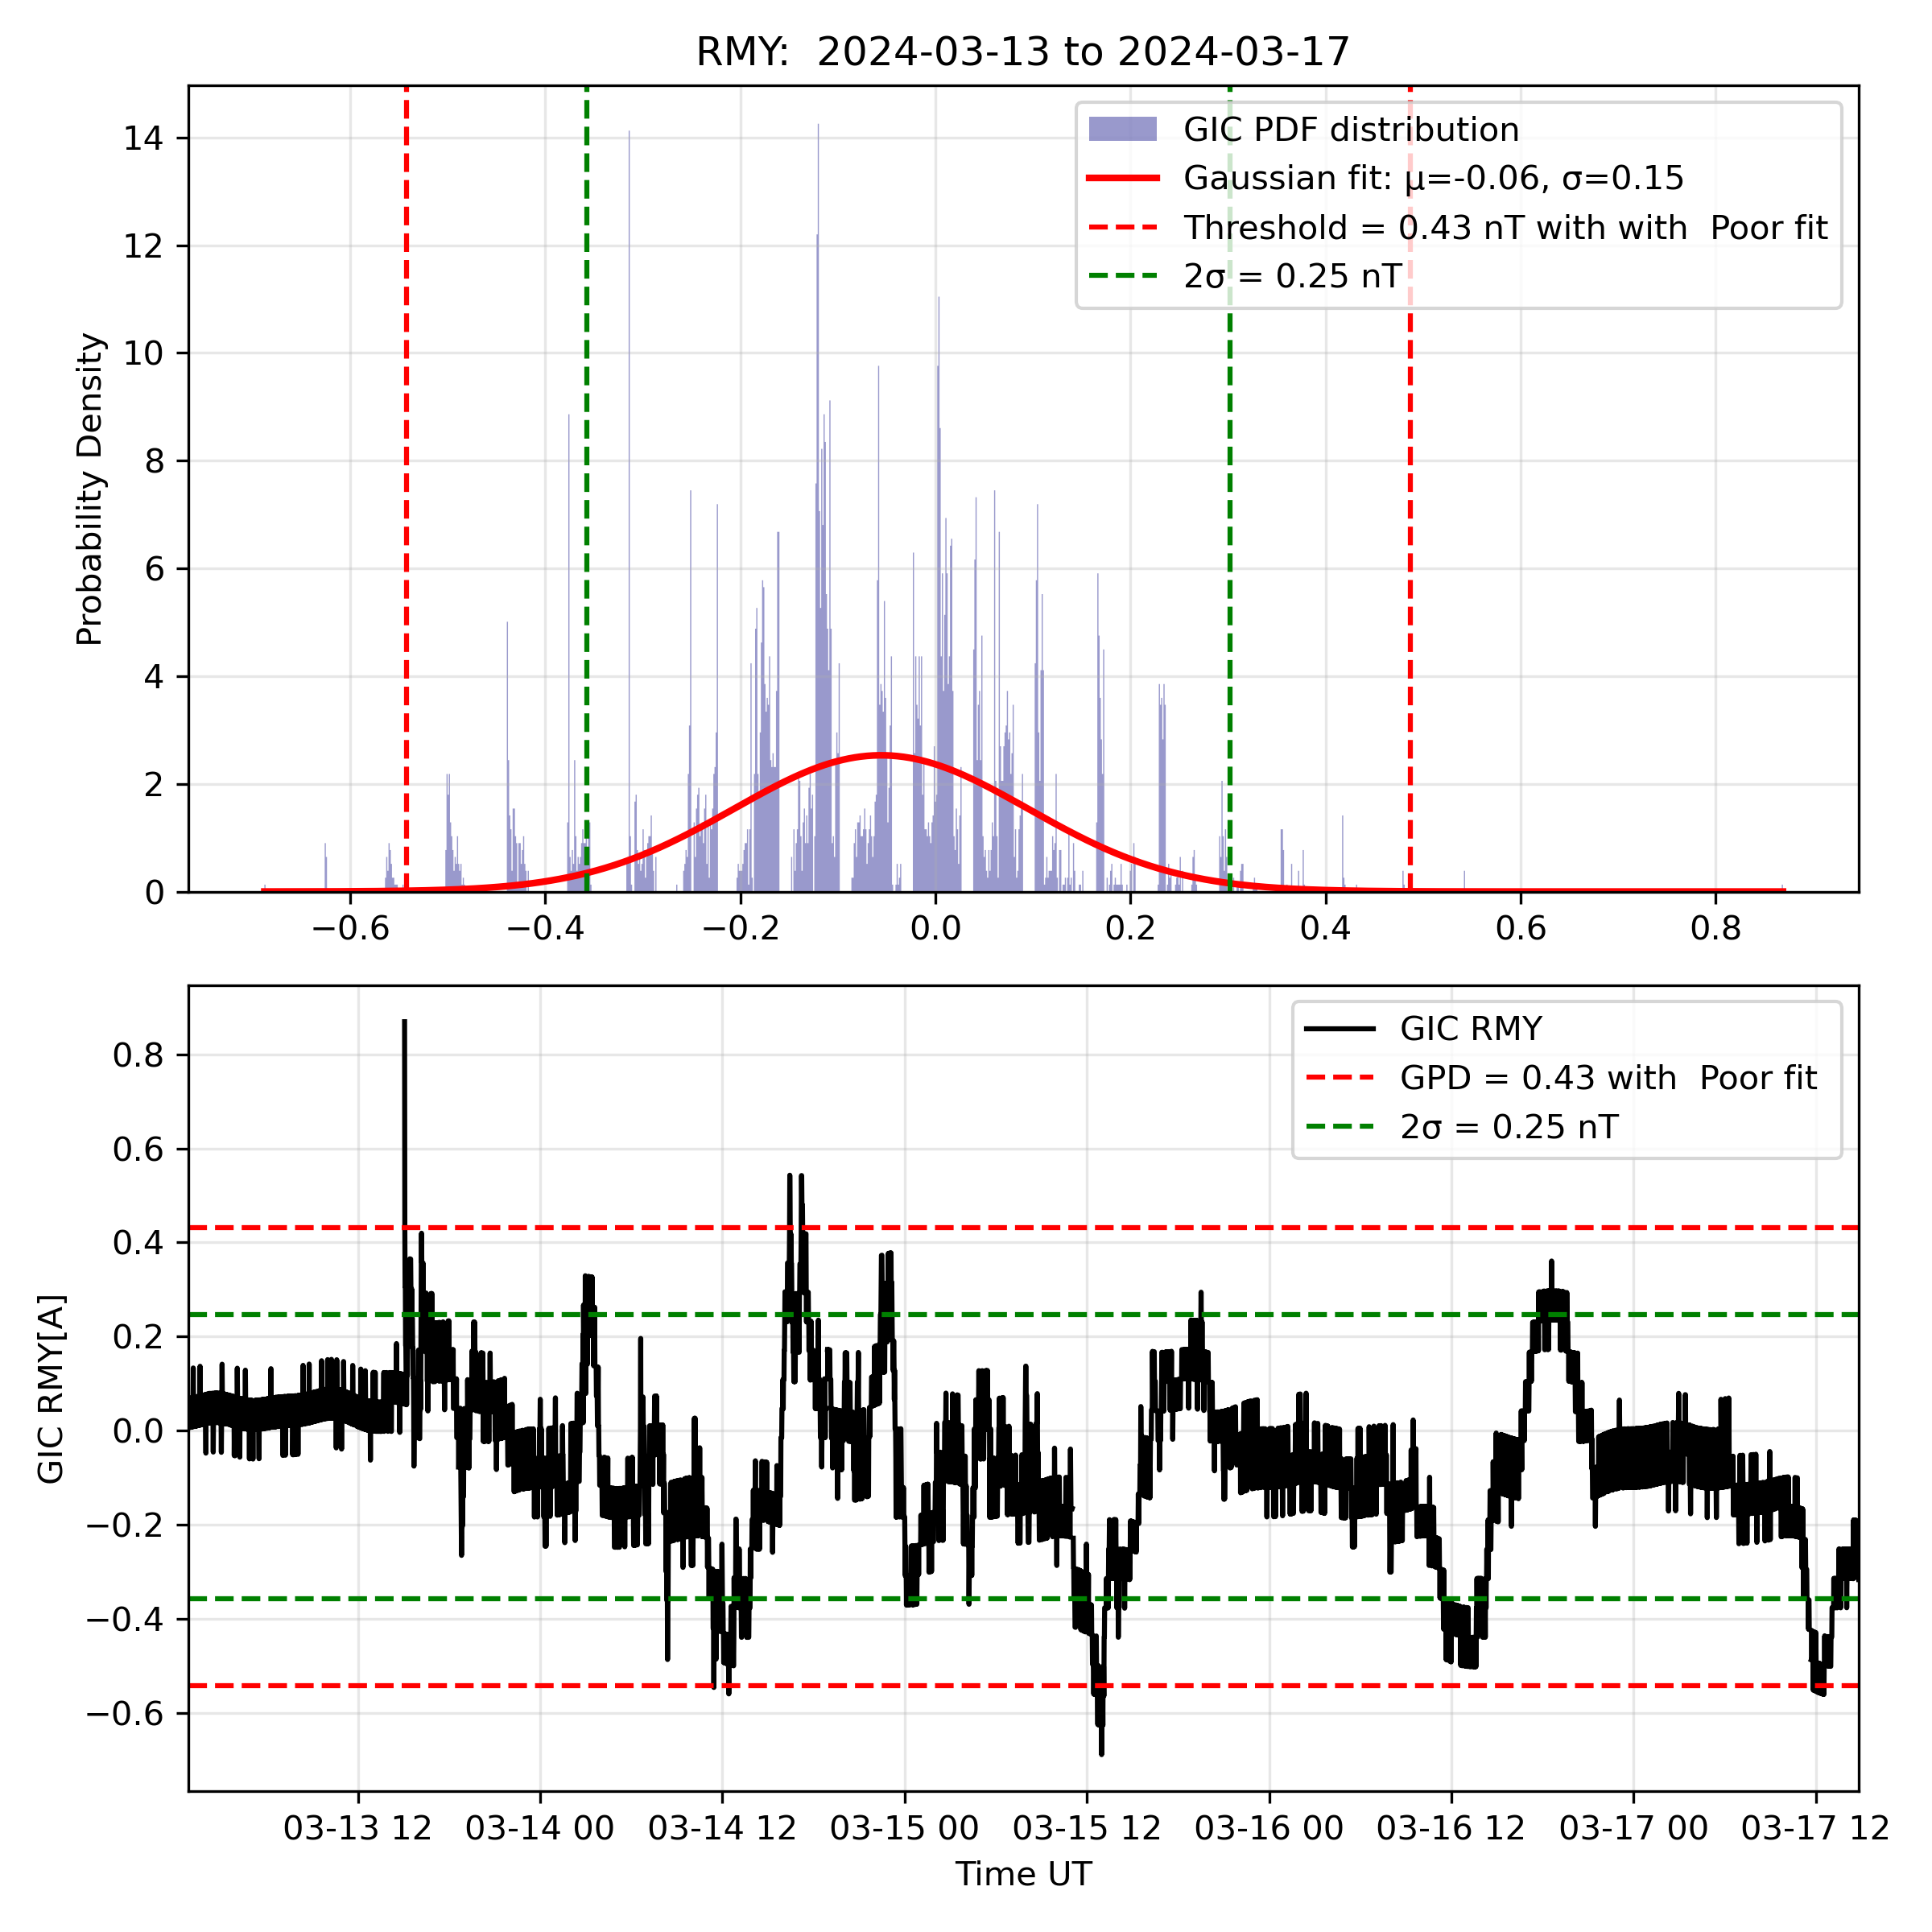 RMY:  2024-03-13 to 2024-03-17
Probability Density
14
12
10
8
6
4
2
0
GIC PDF distribution
Gaussian fit: μ=-0.06, σ=0.15
Threshold = 0.43 nT with with  Poor fit
2σ = 0.25 nT
−0.6 −0.4 −0.2 0.0 0.2 0.4 0.6 0.8
GIC RMY[A]
0.8
0.6
0.4
0.2
0.0
−0.2
−0.4
−0.6
GIC RMY
GPD = 0.43 with  Poor fit
2σ = 0.25 nT
03-13 12 03-14 00 03-14 12 03-15 00 03-15 12 03-16 00 03-16 12 03-17 00 03-17 12
Time UT